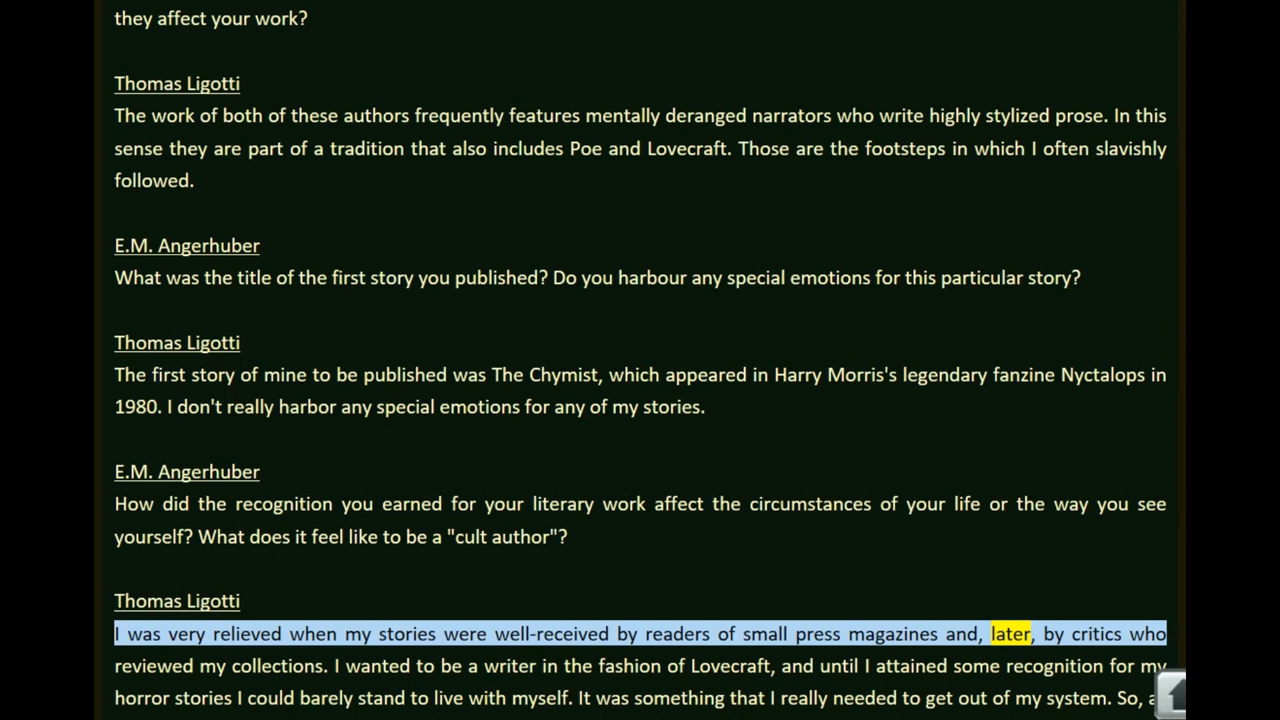 they affect your work?
Thomas Ligotti
The work of both of these authors frequently features mentally deranged narrators who write highly stylized prose. In this
sense they are part of a tradition that also includes Poe and Lovecraft. Those are the footsteps in which I often slavishly
followed.
E.M. Angerhuber
What was the title of the first story you published? Do you harbour any special emotions for this particular story?
Thomas Ligotti
The first story of mine to be published was The Chymist, which appeared in Harry Morris's legendary fanzine Nyctalops in
1980. I don't really harbor any special emotions for any of my stories.
E.M. Angerhuber
How did the recognition you earned for your literary work affect the circumstances of your life or the way you see
yourself? What does it feel like to be a "cult author"?
Thomas Ligotti
I was very relieved when my stories were well-received by readers of small press magazines and, later, by critics who
reviewed my collections. I wanted to be a writer in the fashion of Lovecraft, and until I attained some recognition for my
horror stories I could barely stand to live with myself. It was something that I really needed to get out of my system. So,